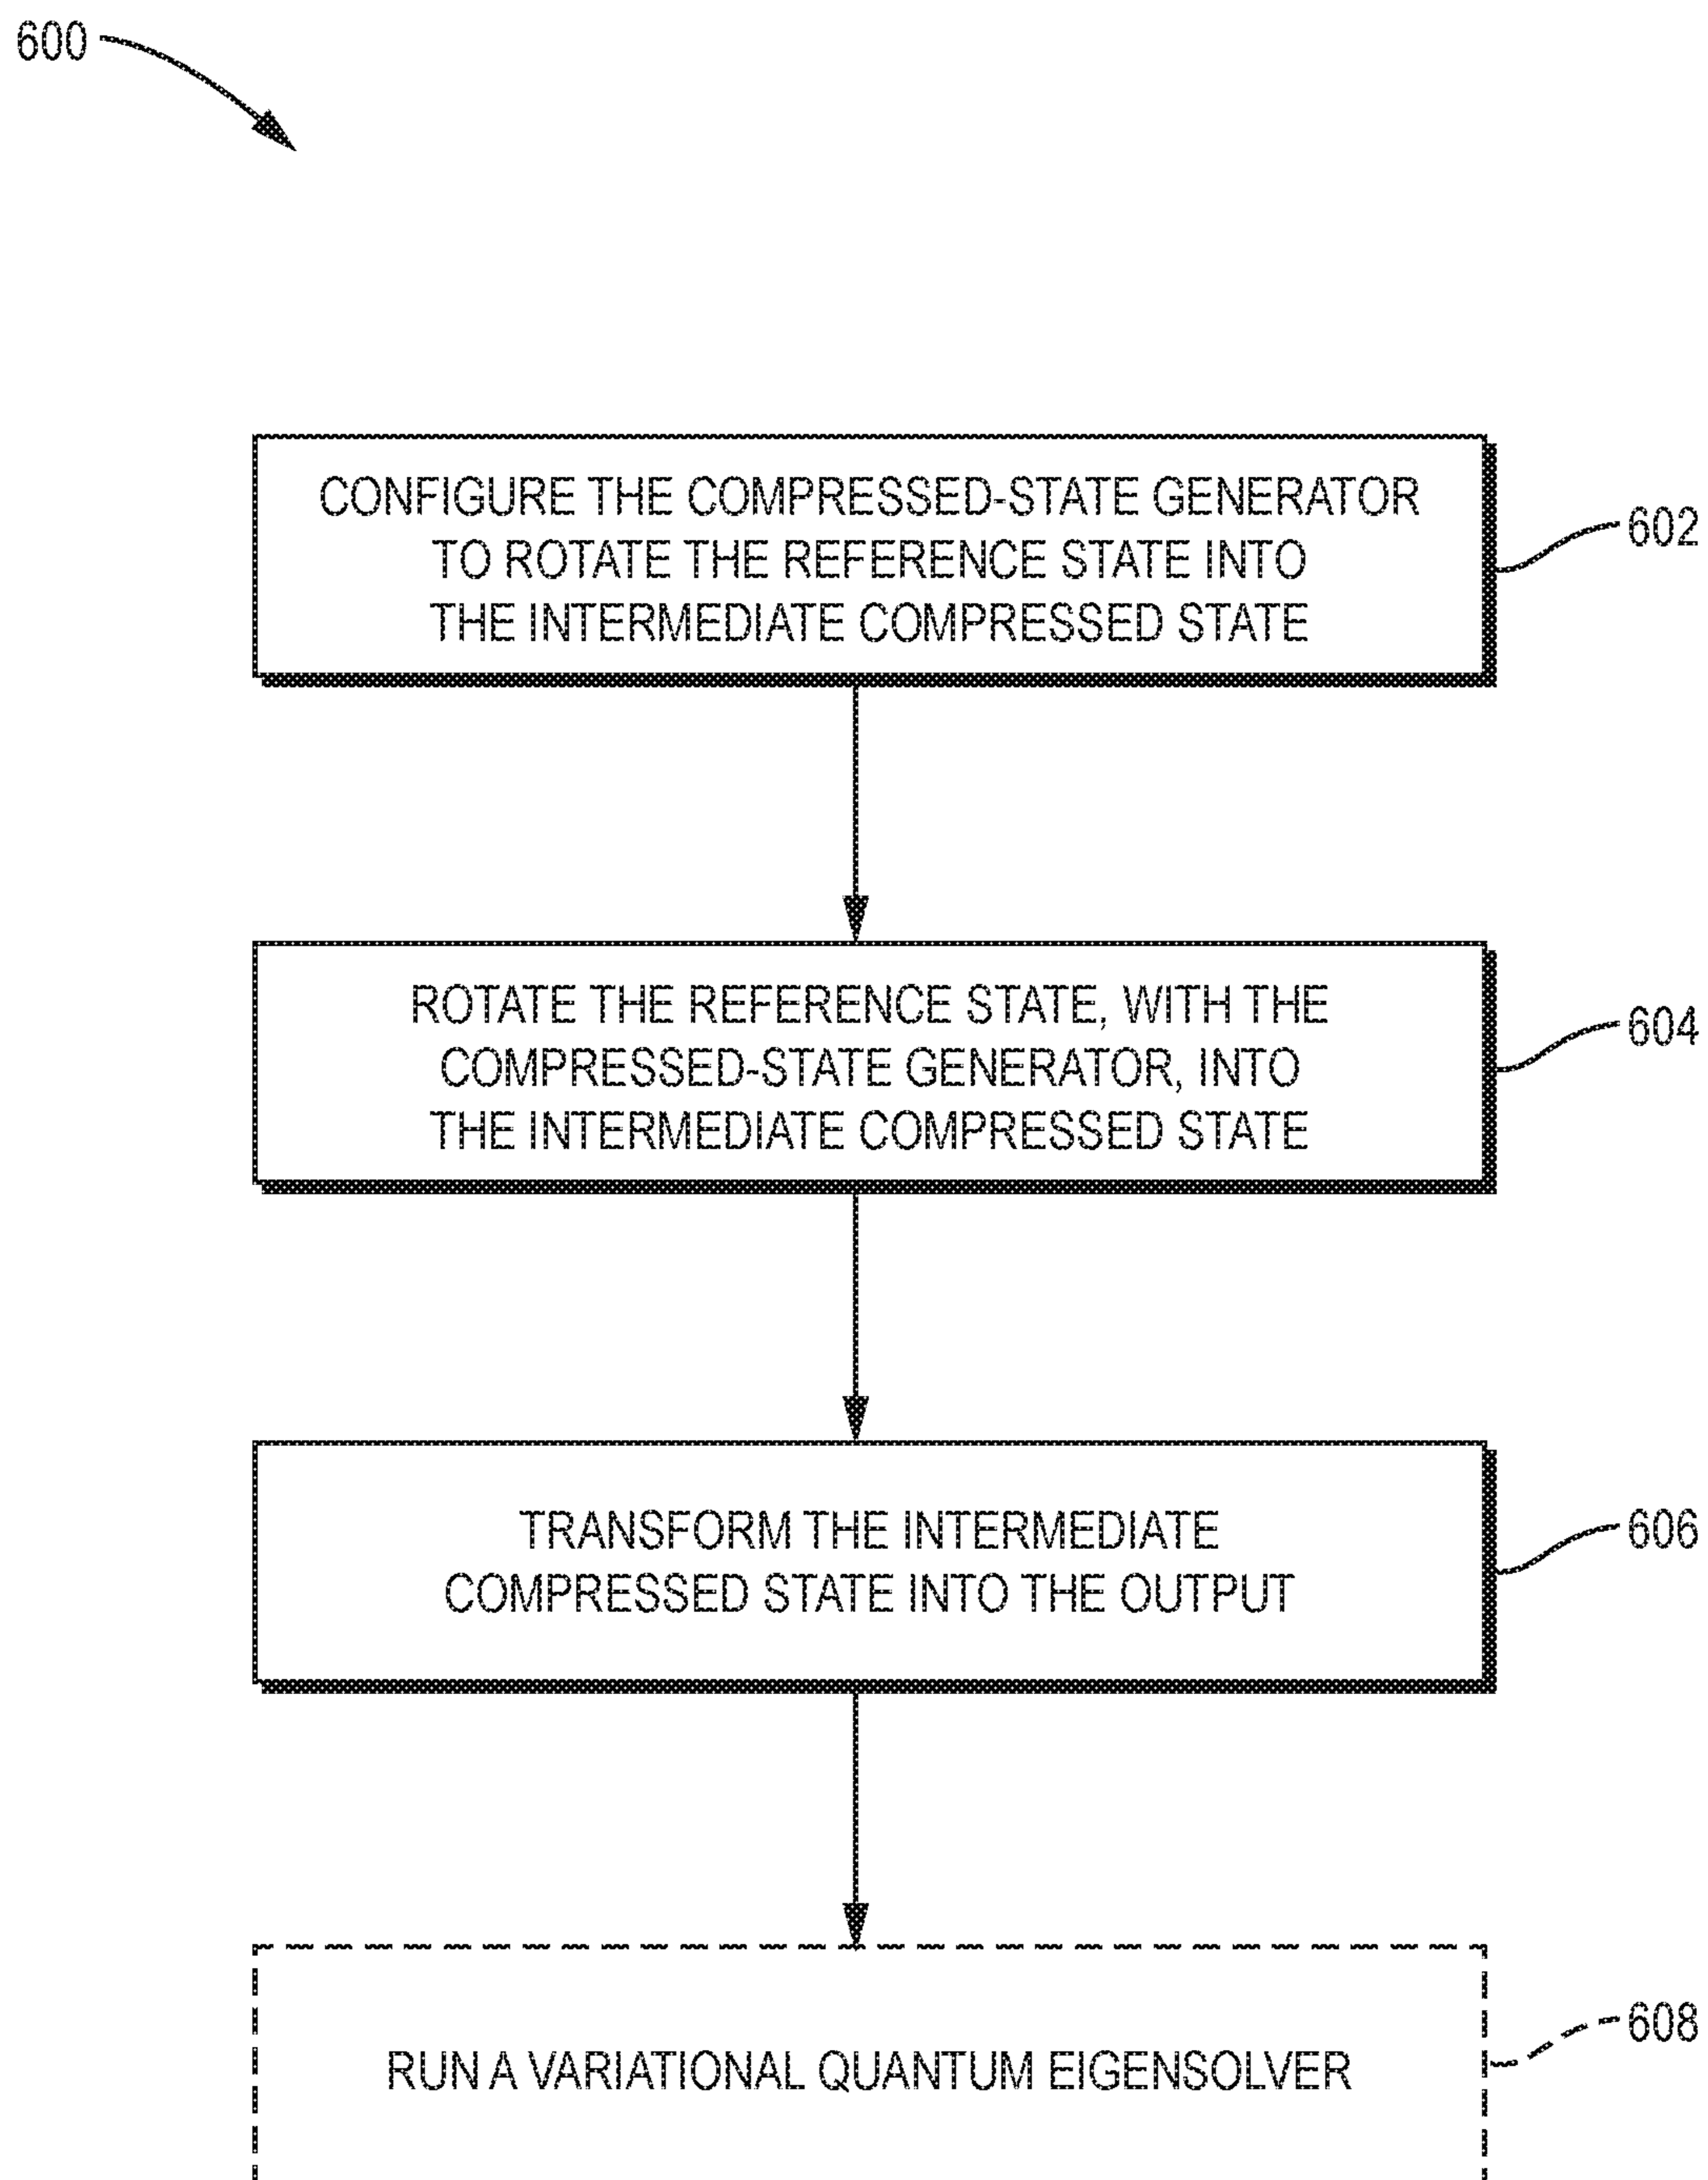 600
CONFIGURE THE COMPRESSED-STATE GENERATOR
TO ROTATE THE REFERENCE STATE INTO
THE INTERMEDIATE COMPRESSED STATE
602
ROTATE THE REFERENCE STATE, WITH THE
COMPRESSED-STATE GENERATOR, INTO
THE INTERMEDIATE COMPRESSED STATE
604
TRANSFORM THE INTERMEDIATE
COMPRESSED STATE INTO THE OUTPUT
606
RUN A VARIATIONAL QUANTUM EIGENSOLVER
608